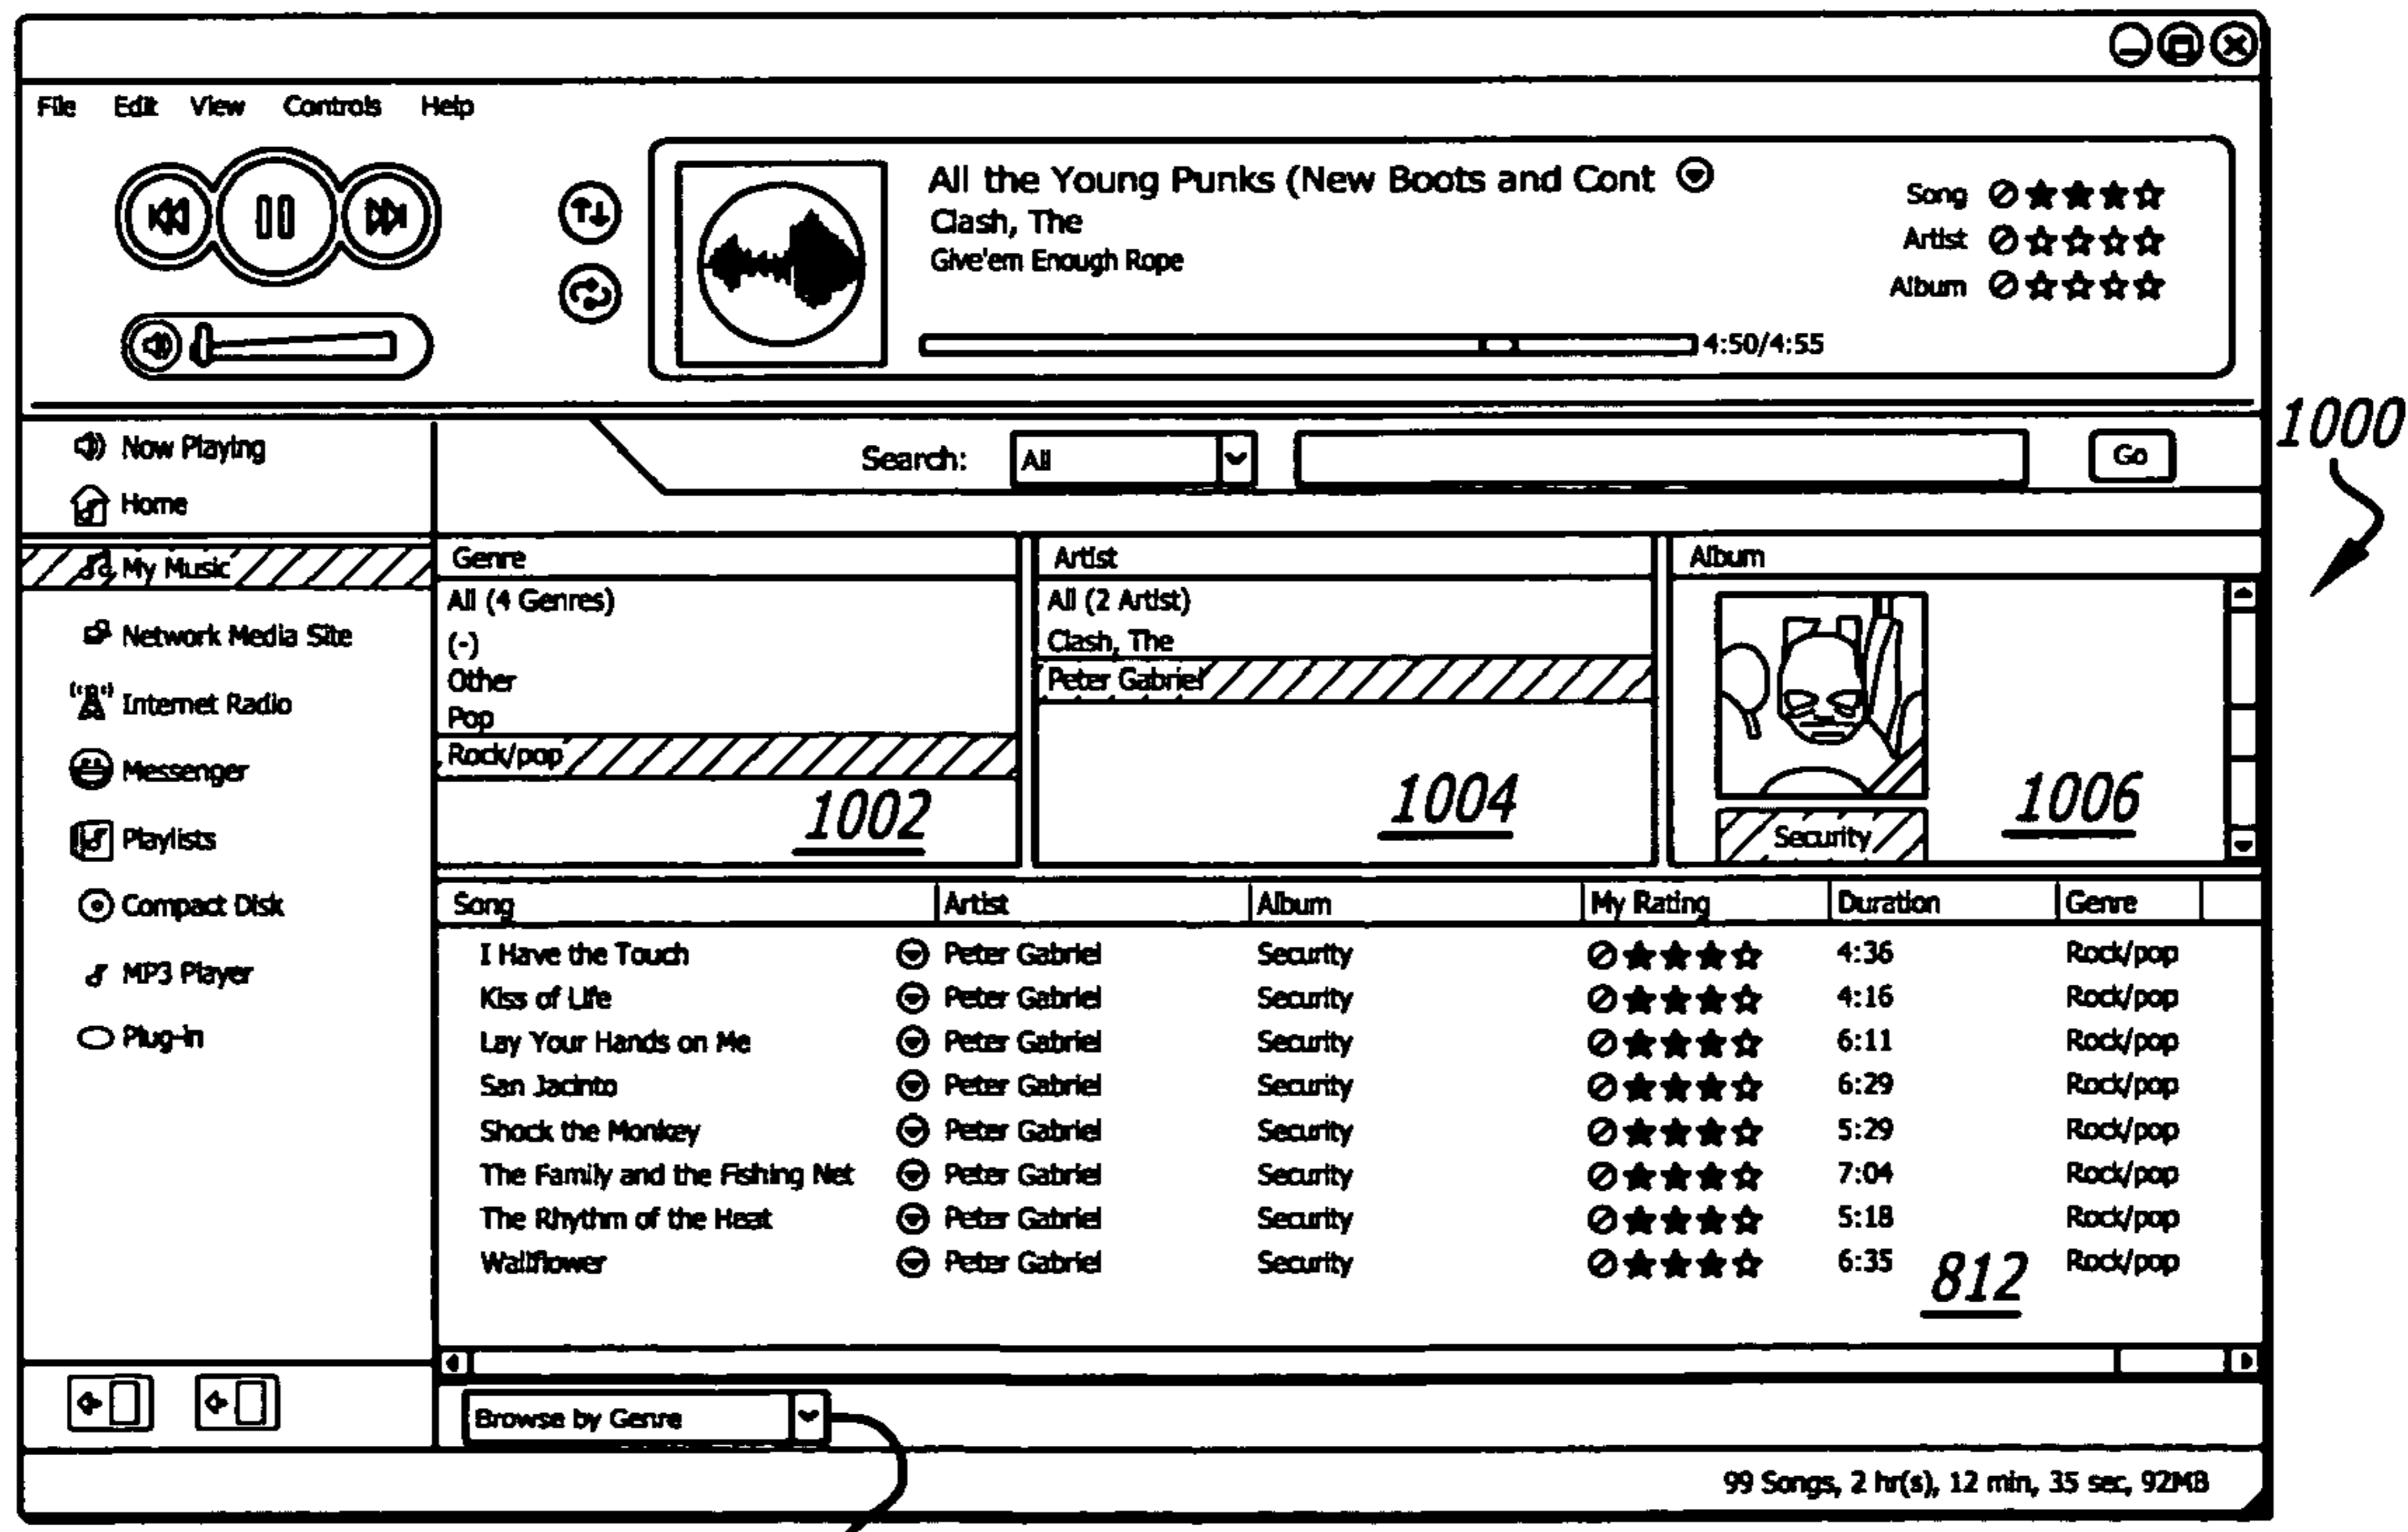 File Edit View Controls Help
All the Young Punks (New Boots and Cont
Clash, The
Give'em Enough Rope
Song
Artist
Album
4:50/4:55
1000
Now Playing
Home
My Music
Network Media Site
Internet Radio
Messenger
Playlists
Compact Disk
MP3 Player
Plug-in
Search: All Go
Genre
All (4 Genres)
(-)
Other
Pop
Rock/pop
1002
Artist
All (2 Artist)
Clash, The
Peter Gabriel
1004
Album
Security
1006
Song Artist Album My Rating Duration Genre
I Have the Touch Peter Gabriel Security 4:36 Rock/pop
Kiss of Life Peter Gabriel Security 4:16 Rock/pop
Lay Your Hands on Me Peter Gabriel Security 6:11 Rock/pop
San Jacinto Peter Gabriel Security 6:29 Rock/pop
Shock the Monkey Peter Gabriel Security 5:29 Rock/pop
The Family and the Fishing Net Peter Gabriel Security 7:04 Rock/pop
The Rhythm of the Heat Peter Gabriel Security 5:18 Rock/pop
Wallflower Peter Gabriel Security 6:35 Rock/pop
812
Browse by Genre
99 Songs, 2 hr(s), 12 min, 35 sec, 92MB